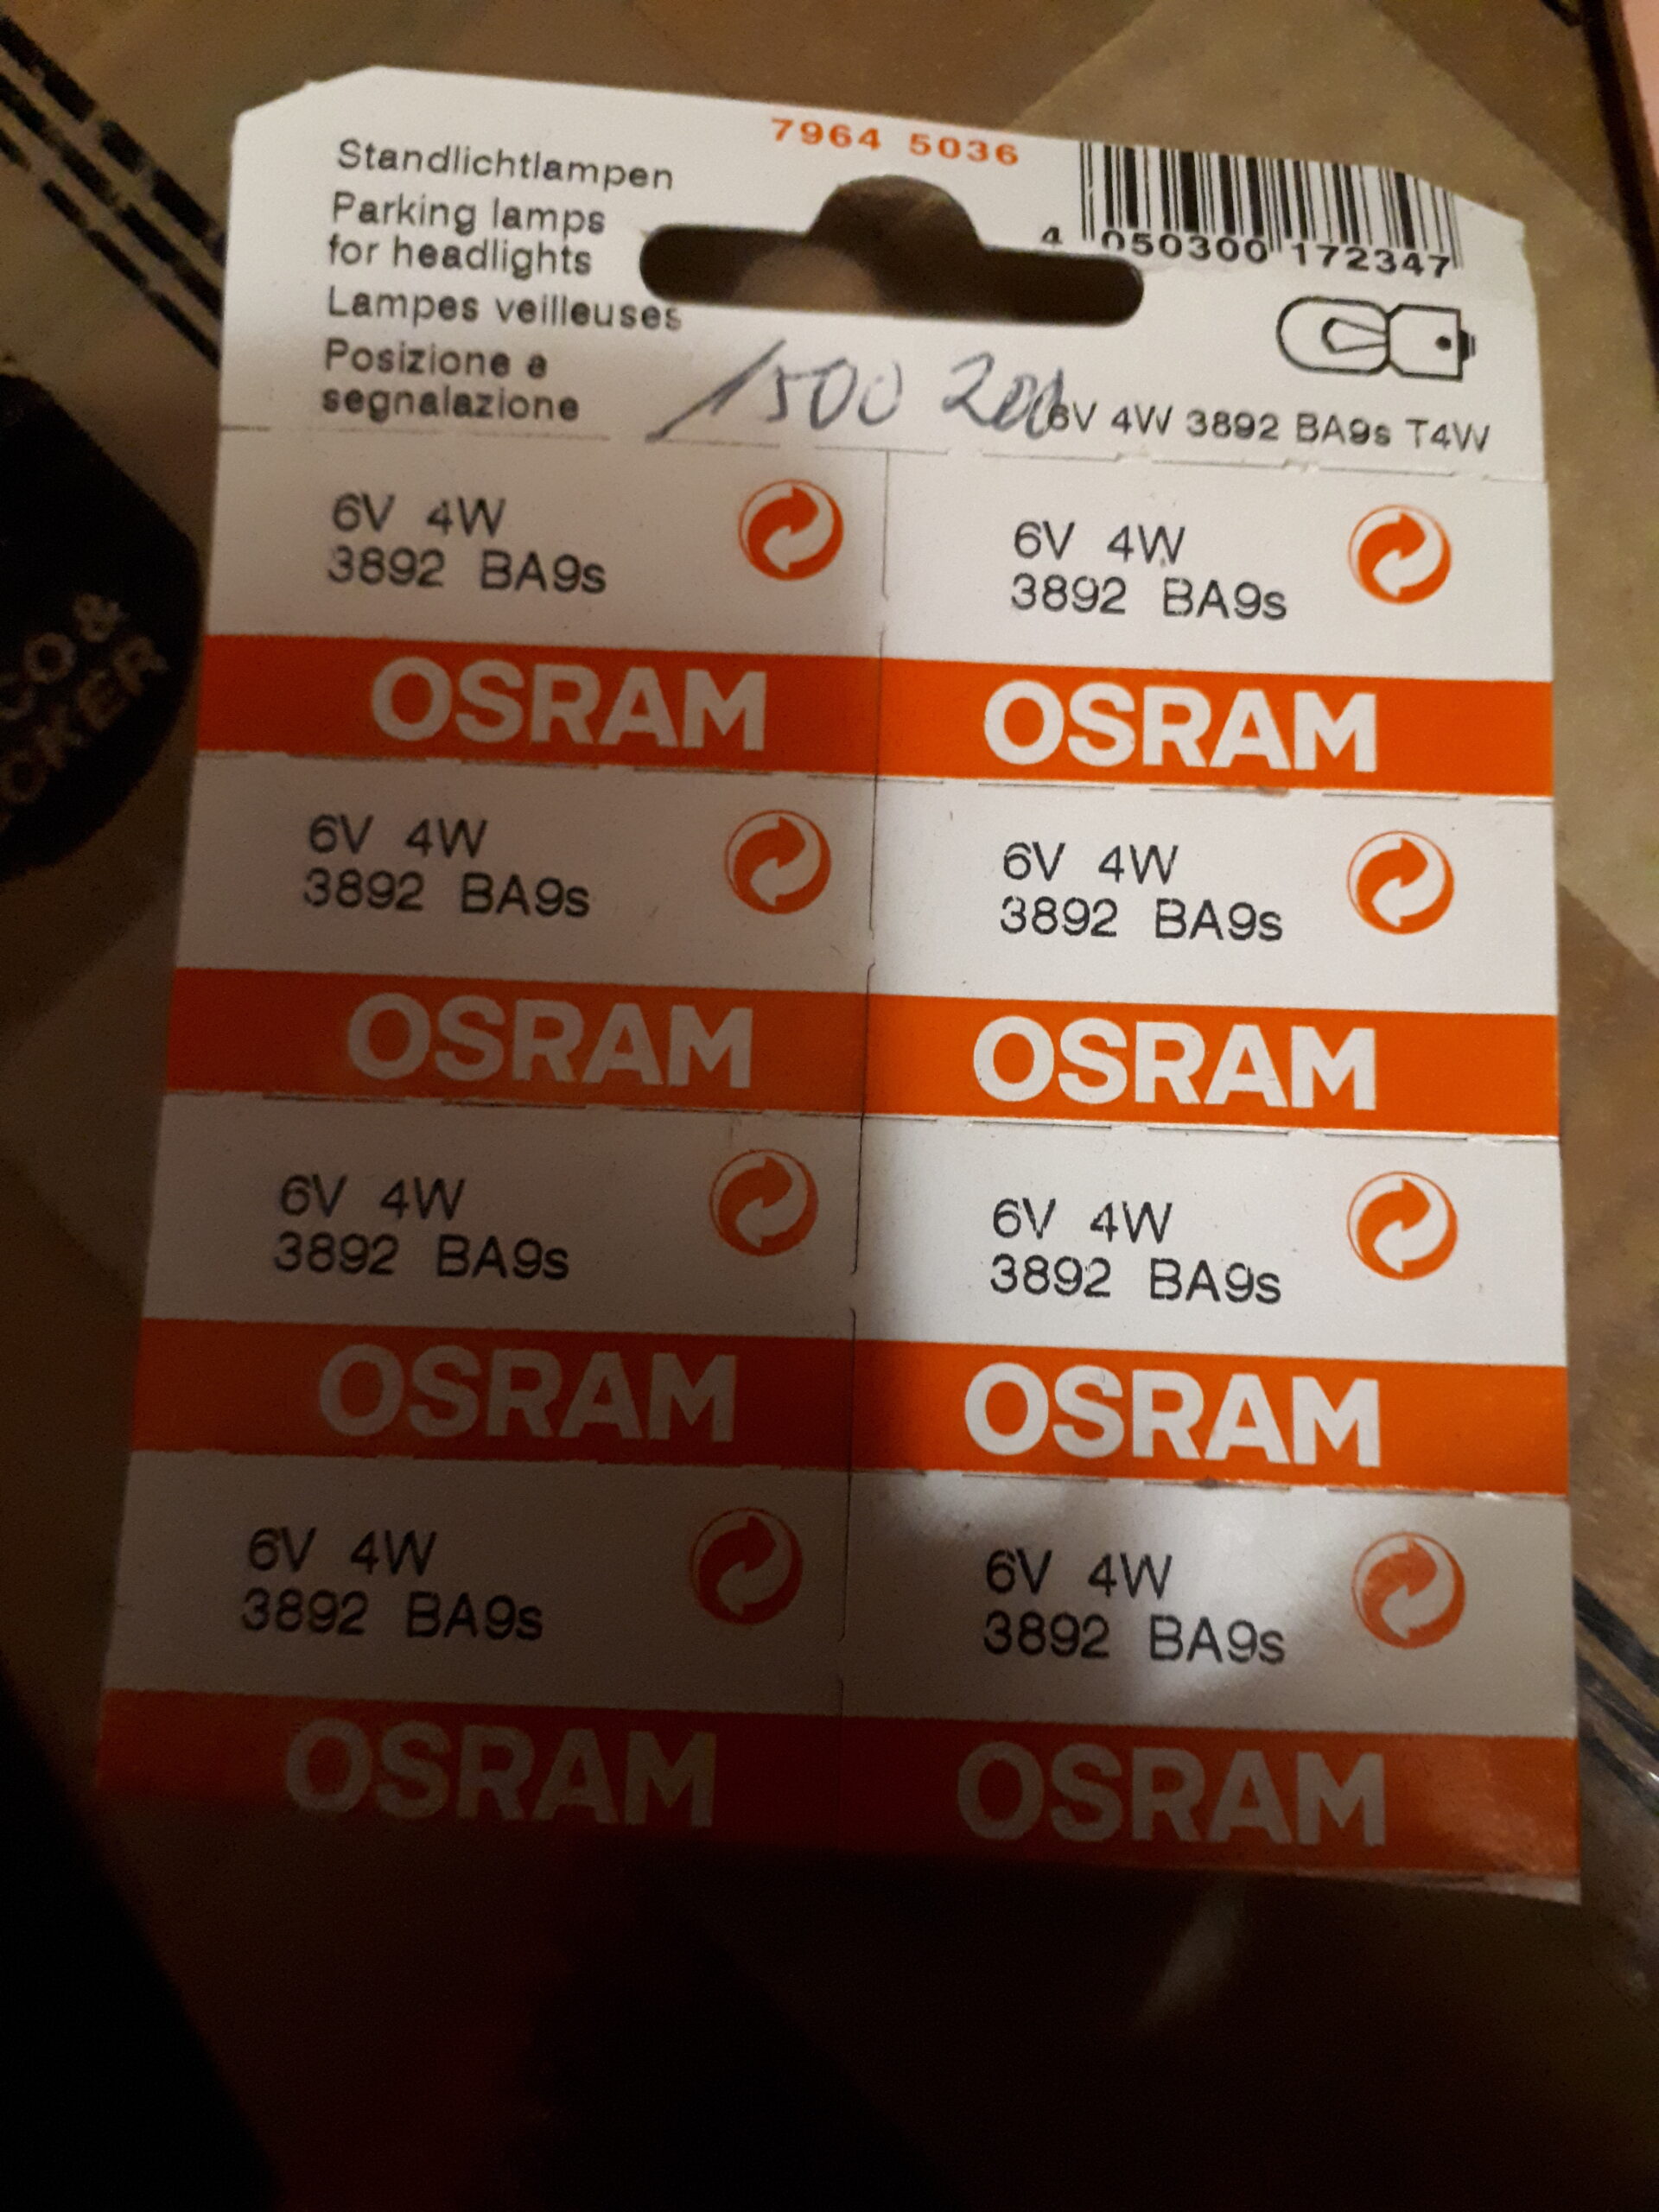 7964 5036
Standlichtlampen
Parking lamps
for headlights
Lampes veilleuses
Posizione e
segnalazione
4 050300 172347
1500 200
6V 4W 3892 BA9s T4W
6V 4W
3892 BA9s
6V 4W
3892 BA9s
OSRAM
OSRAM
6V 4W
3892 BA9s
6V 4W
3892 BA9s
OSRAM
OSRAM
6V 4W
3892 BA9s
6V 4W
3892 BA9s
OSRAM
OSRAM
6V 4W
3892 BA9s
6V 4W
3892 BA9s
OSRAM
OSRAM